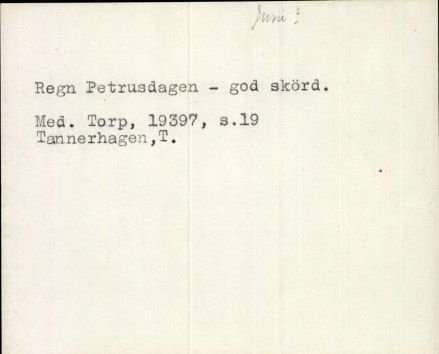 Juni?
Regn Petrusdagen - god skörd.
Med. Torp, 19397, s.19
Tannerhagen,T.